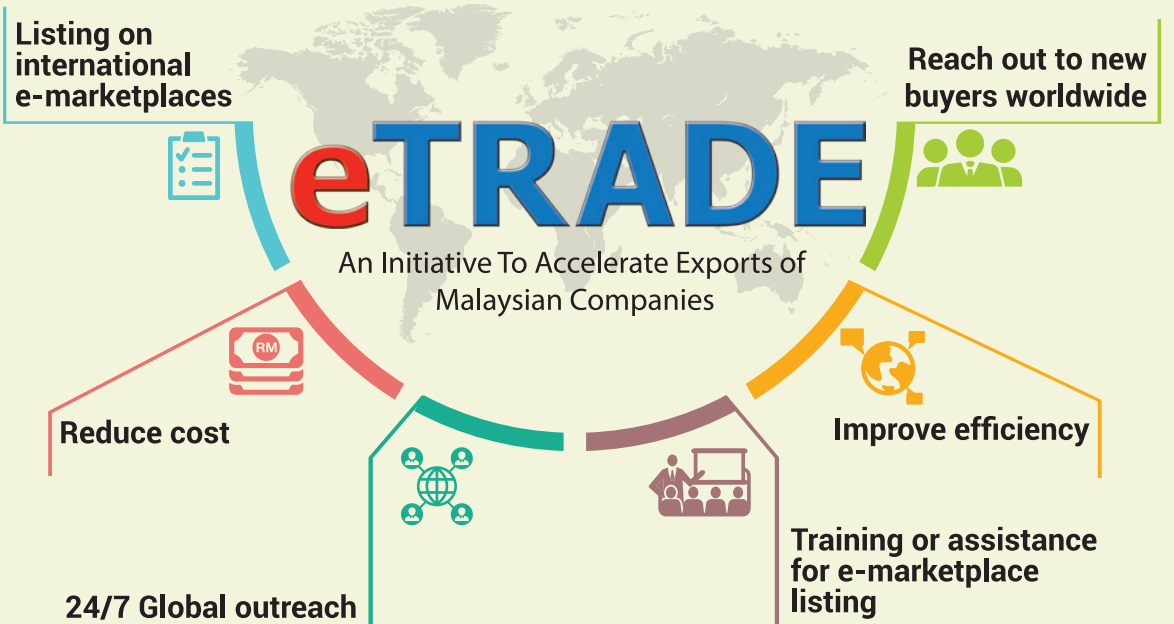 Listing on
international
e-marketplaces
Reach out to new
buyers worldwide
eTRADE
An Initiative To Accelerate Exports of
Malaysian Companies
RM
Reduce cost
Improve efficiency
24/7 Global outreach
Training or assistance
for e-marketplace
listing